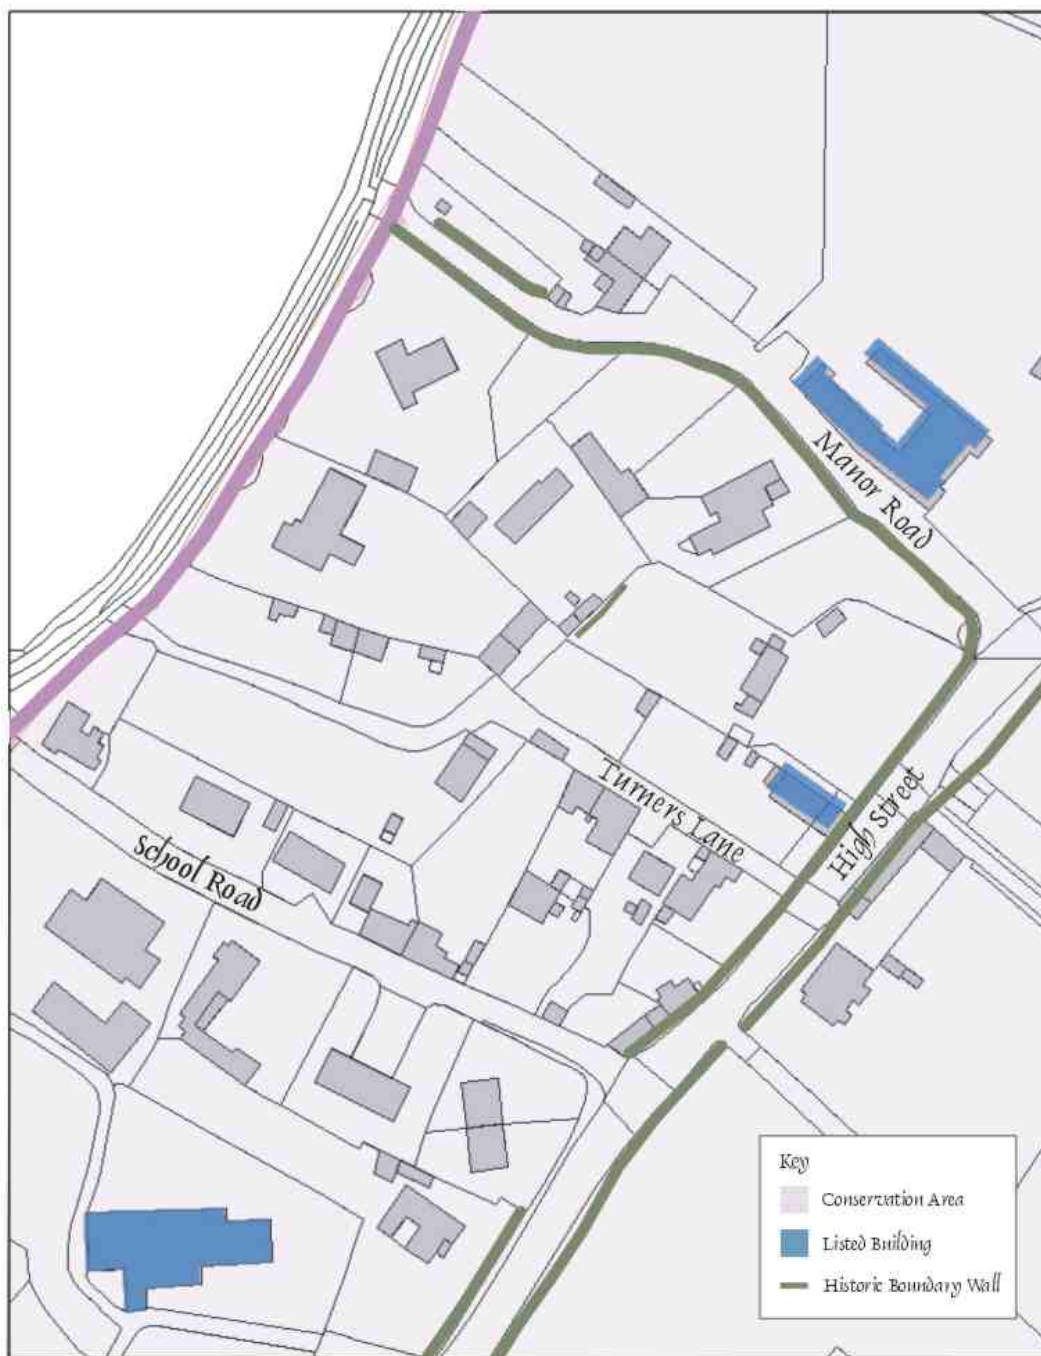 Manor Road
Turners Lane
High Street
School Road
Key
Conservation Area
Listed Building
Historic Boundary Wall